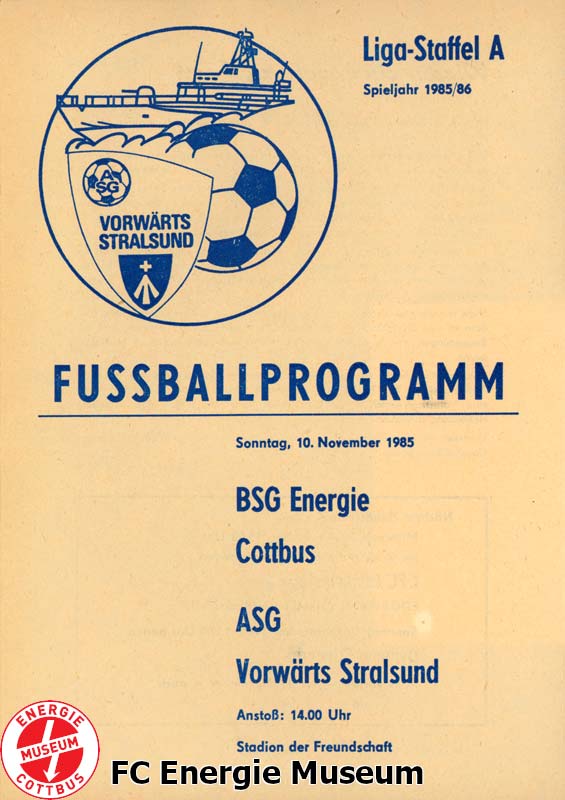 Liga-Staffel A
Spieljahr 1985/86
A
SG
VORWÄRTS
STRALSUND
FUSSBALLPROGRAMM
Sonntag, 10. November 1985
BSG Energie
Cottbus
ASG
Vorwärts Stralsund
Anstoß: 14.00 Uhr
Stadion der Freundschaft
ENERGIE
MUSEUM
COTTBUS
FC Energie Museum